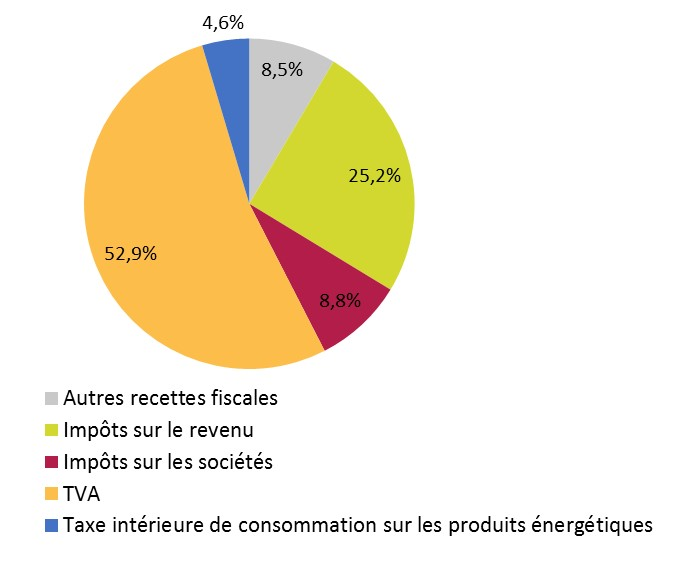 4,6%
8,5%
25,2%
52,9%
8,8%
Autres recettes fiscales
Impôts sur le revenu
Impôts sur les sociétés
TVA
Taxe intérieure de consommation sur les produits énergétiques